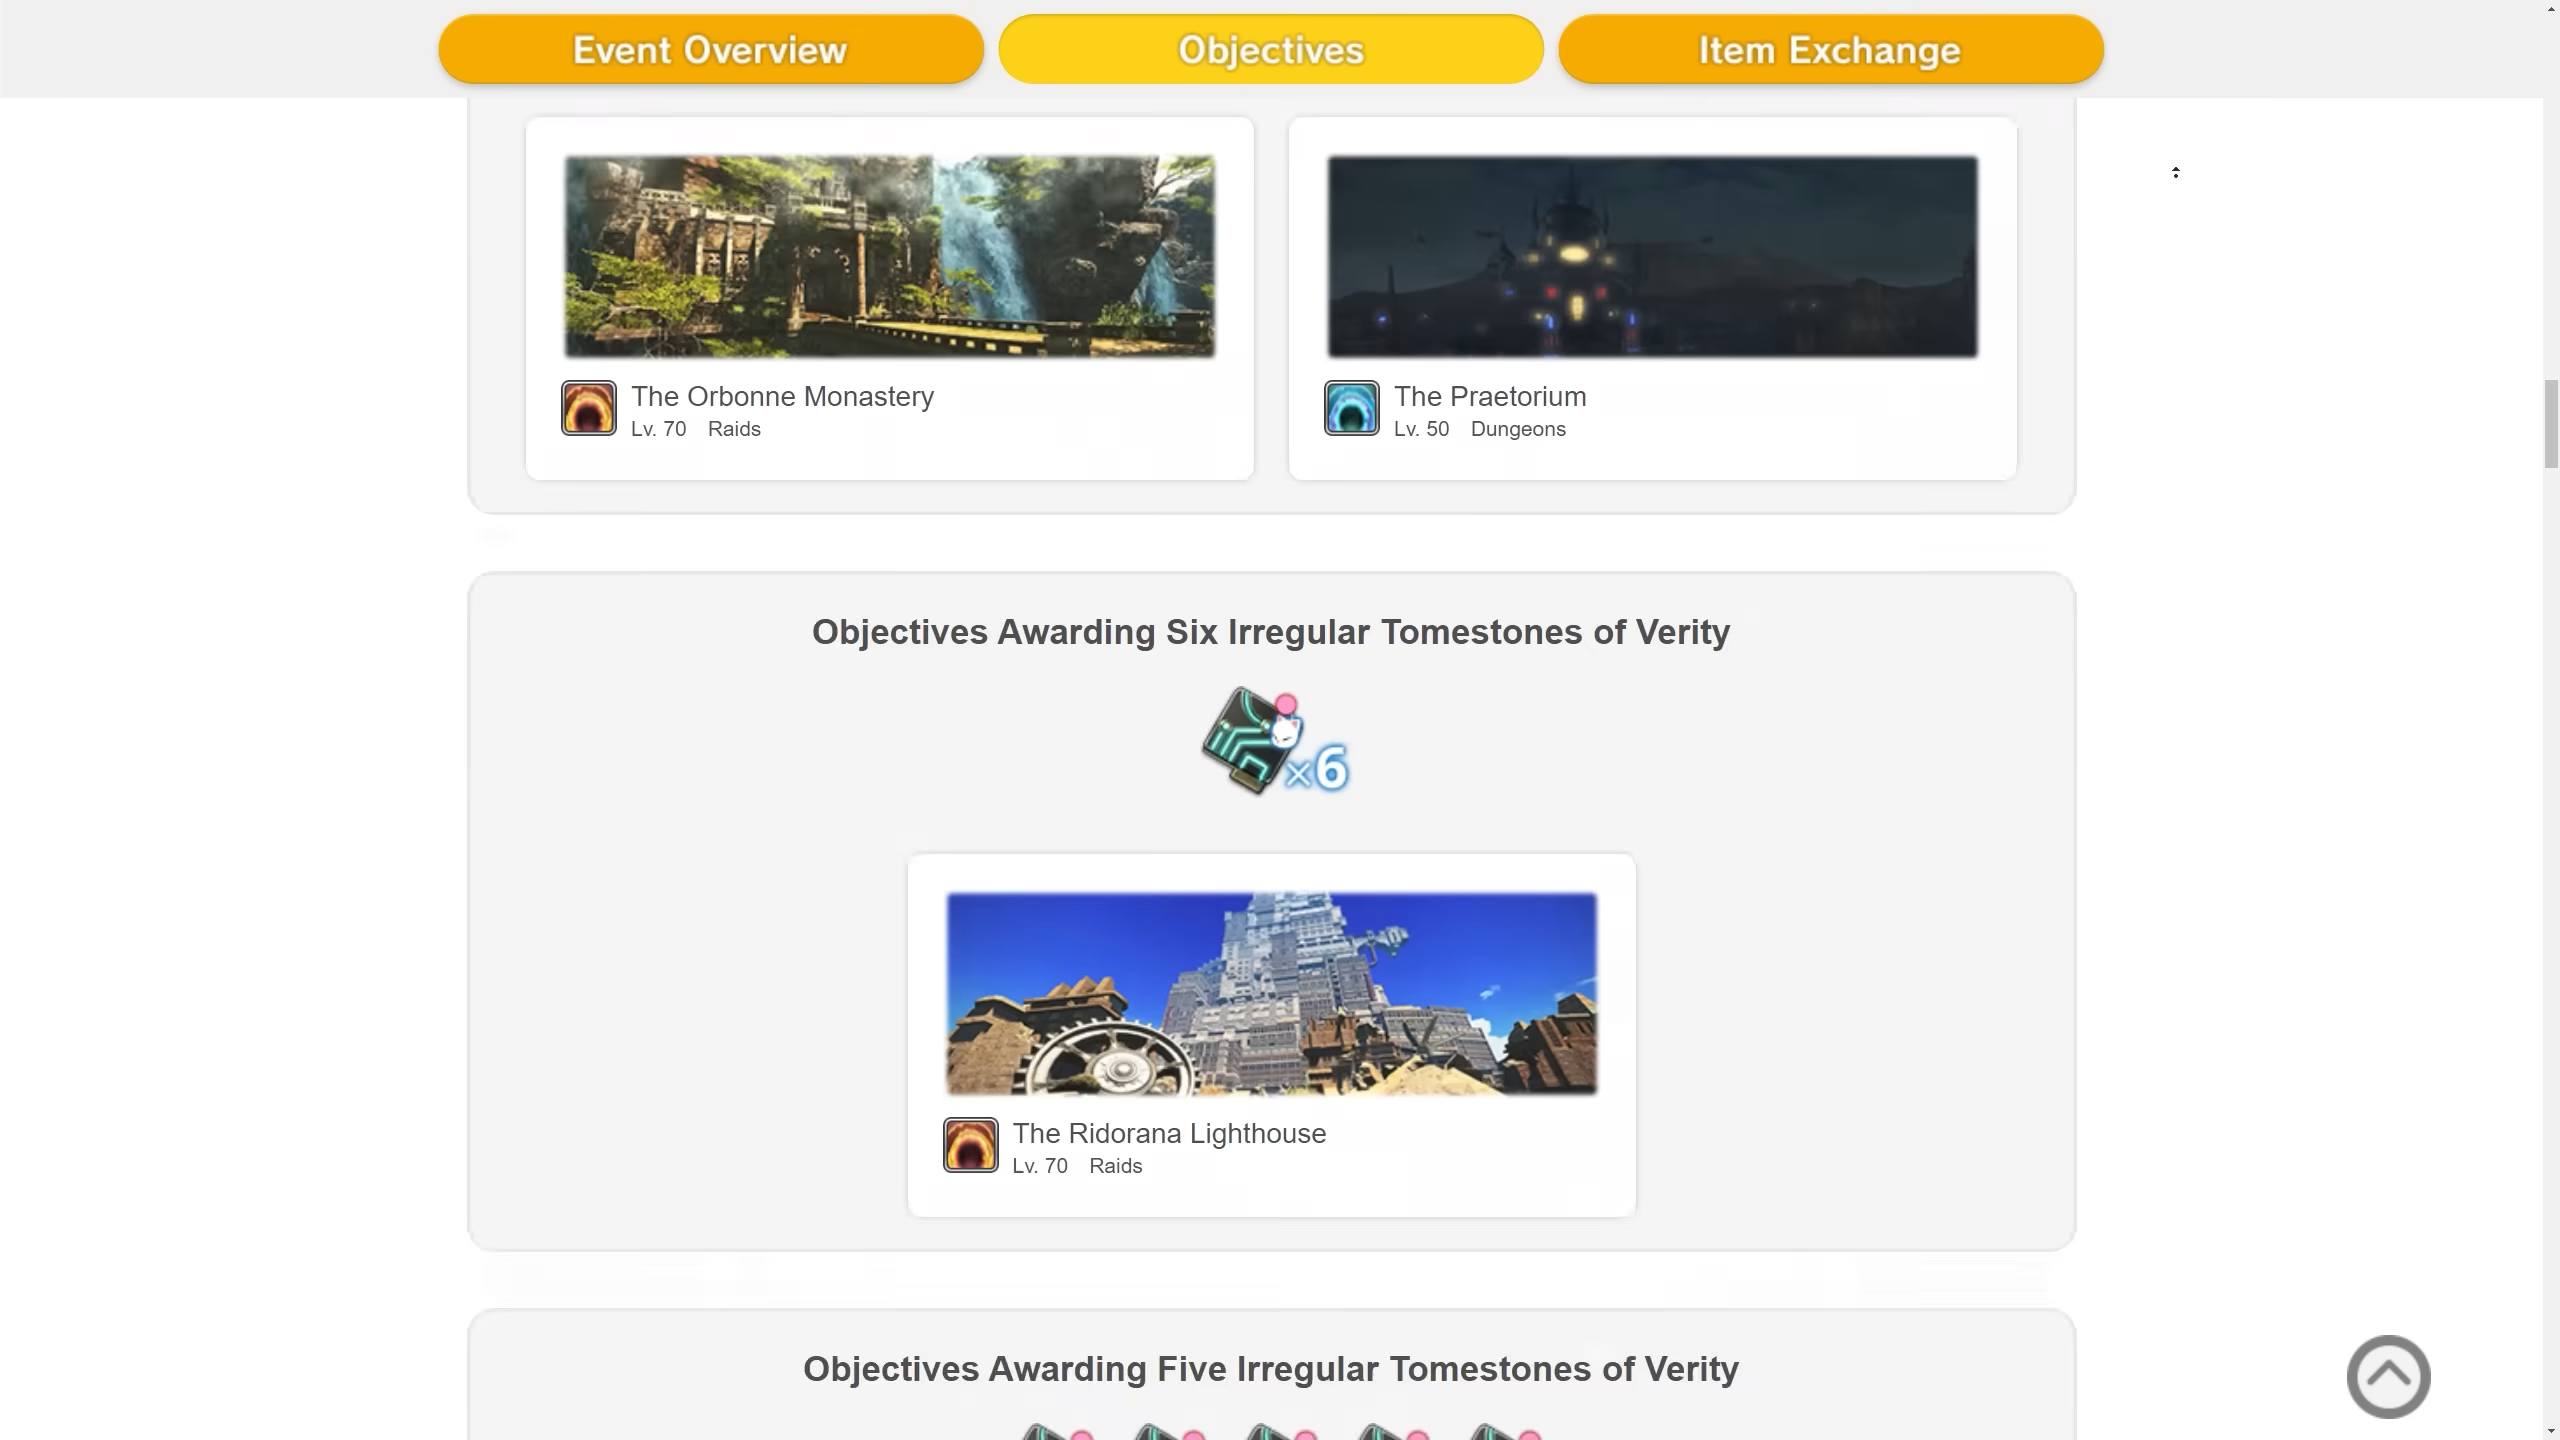 Event Overview
Objectives
Item Exchange
The Orbonne Monastery
Lv. 70 Raids
The Praetorium
Lv. 50 Dungeons
Objectives Awarding Six Irregular Tomestones of Verity
×6
The Ridorana Lighthouse
Lv. 70 Raids
Objectives Awarding Five Irregular Tomestones of Verity